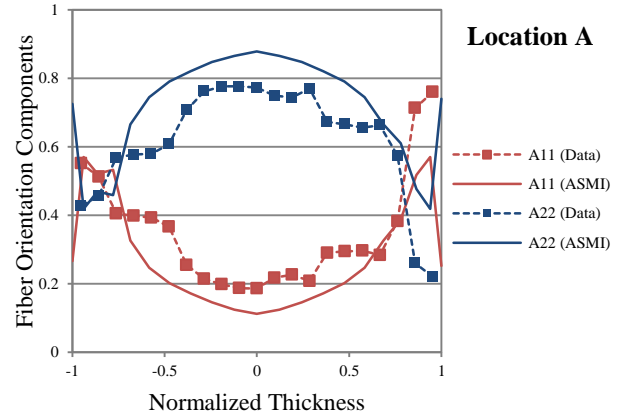 Location A
Fiber Orientation Components
1
0.8
0.6
0.4
0.2
0
-1
-0.5
0
0.5
1
Normalized Thickness
A11 (Data)
A11 (ASMI)
A22 (Data)
A22 (ASMI)